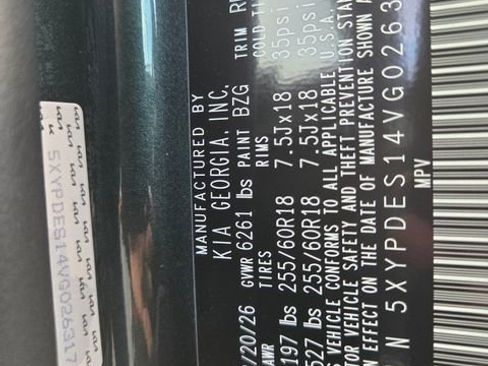 MANUFACTURED BY
KIA GEORGIA, INC.
/20/26 GVWR 6261 lbs PAINT BZG TRIM
AWR TIRES RIMS COLD
197 lbs 255/60R18 7.5Jx18 35psi
527 lbs 255/60R18 7.5Jx18 35psi
VEHICLE CONFORMS TO ALL APPLICABLE U.S.A.
VEHICLE SAFETY AND THEFT PREVENTION
EFFECT ON THE DATE OF MANUFACTURE SHOWN
N 5XYPDES14VG0263
MPV
5XYPDES14VG026317